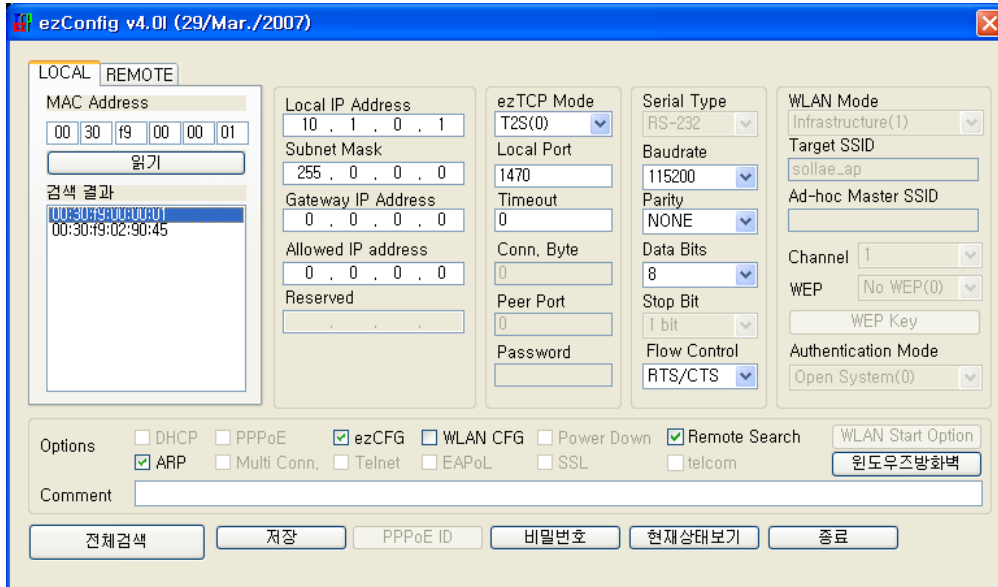 ezConfig v4.0I (29/Mar./2007)
LOCAL REMOTE
MAC Address
00 30 f9 00 00 01
읽기
검색 결과
00:30:f9:00:00:01
00:30:f9:02:90:45
Local IP Address
10 . 1 . 0 . 1
Subnet Mask
255 . 0 . 0 . 0
Gateway IP Address
0 . 0 . 0 . 0
Allowed IP address
0 . 0 . 0 . 0
Reserved
. . .
ezTCP Mode
T2S(0)
Local Port
1470
Timeout
0
Conn. Byte
0
Peer Port
0
Password
Serial Type
RS-232
Baudrate
115200
Parity
NONE
Data Bits
8
Stop Bit
1 bit
Flow Control
RTS/CTS
WLAN Mode
Infrastructure(1)
Target SSID
sollae_ap
Ad-hoc Master SSID
Channel 1
WEP No WEP(0)
WEP Key
Authentication Mode
Open System(0)
Options DHCP PPPoE ezCFG WLAN CFG Power Down Remote Search WLAN Start Option
ARP Multi Conn. Telnet EAPoL SSL telcom 윈도우즈방화벽
Comment
전체검색 저장 PPPoE ID 비밀번호 현재상태보기 종료